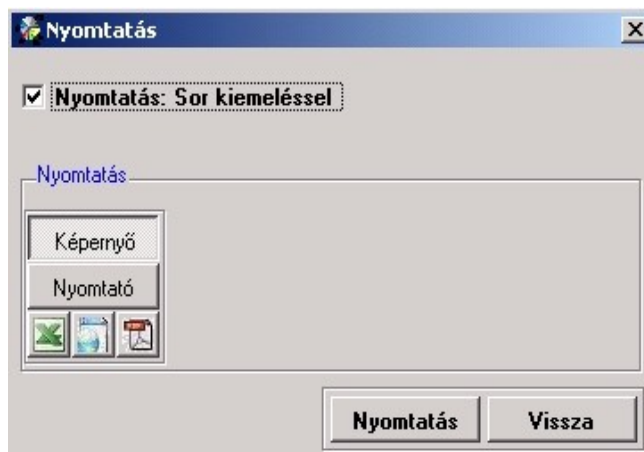 Nyomtatás
Nyomtatás: Sor kiemeléssel
Nyomtatás
Képernyő
Nyomtató
Nyomtatás Vissza